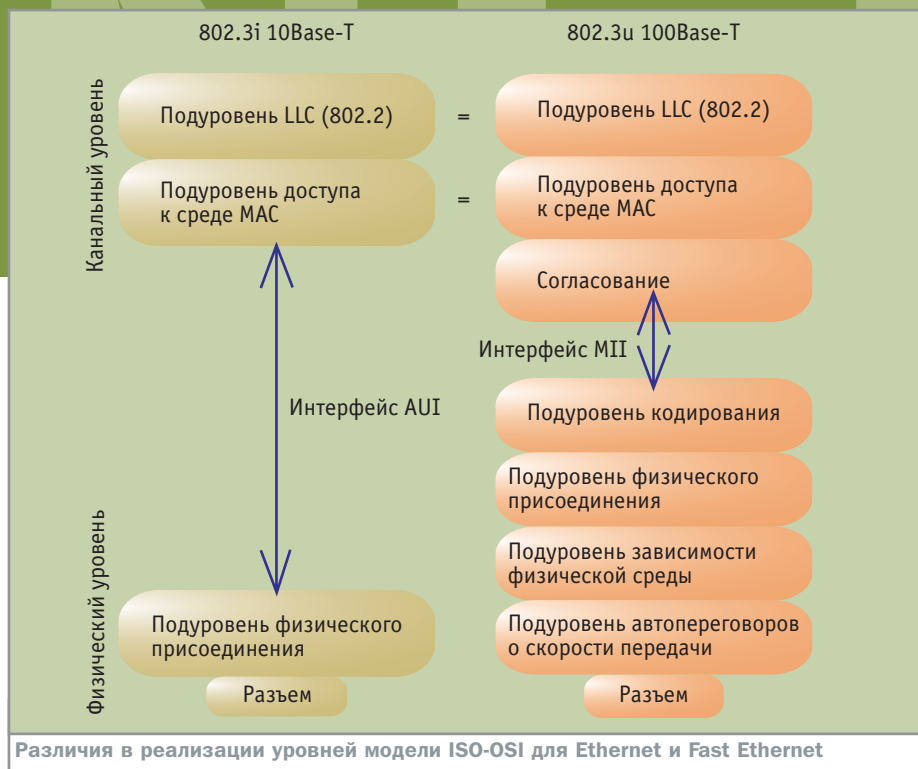 802.3i 10Base-T
802.3u 100Base-T
Канальный уровень
Физический уровень
Подуровень LLC (802.2)
=
Подуровень LLC (802.2)
Подуровень доступа
к среде MAC
=
Подуровень доступа
к среде MAC
Согласование
Интерфейс MII
Интерфейс AUI
Подуровень кодирования
Подуровень физического
присоединения
Подуровень зависимости
физической среды
Подуровень физического
присоединения
Подуровень автопереговоров
о скорости передачи
Разъем
Разъем
Различия в реализации уровней модели ISO-OSI для Ethernet и Fast Ethernet